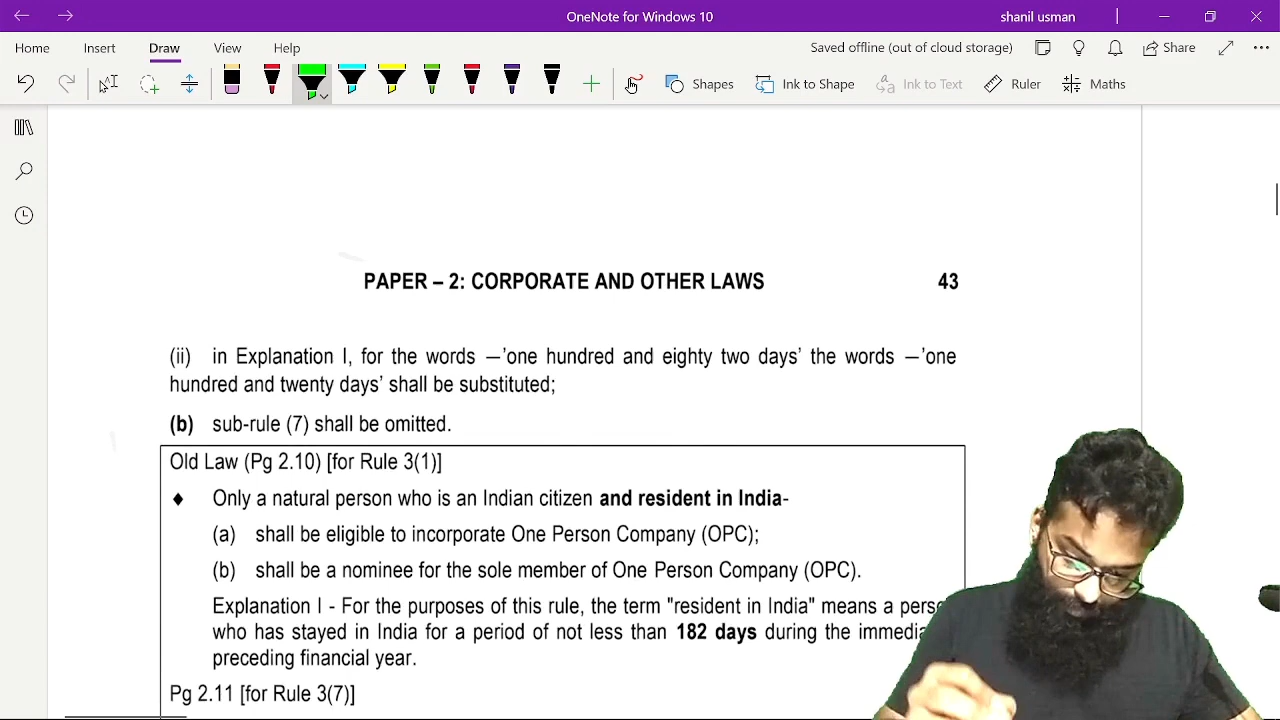 OneNote for Windows 10
shanil usman
Home Insert Draw View Help
Saved offline (out of cloud storage)
Share
Shapes
Ink to Shape
Ink to Text
Ruler
Maths
PAPER – 2: CORPORATE AND OTHER LAWS 43
(ii) in Explanation I, for the words —’one hundred and eighty two days’ the words —’one
hundred and twenty days’ shall be substituted;
(b) sub-rule (7) shall be omitted.
Old Law (Pg 2.10) [for Rule 3(1)]
♦ Only a natural person who is an Indian citizen and resident in India-
(a) shall be eligible to incorporate One Person Company (OPC);
(b) shall be a nominee for the sole member of One Person Company (OPC).
Explanation I - For the purposes of this rule, the term "resident in India" means a
who has stayed in India for a period of not less than 182 days during the
preceding financial year.
Pg 2.11 [for Rule 3(7)]